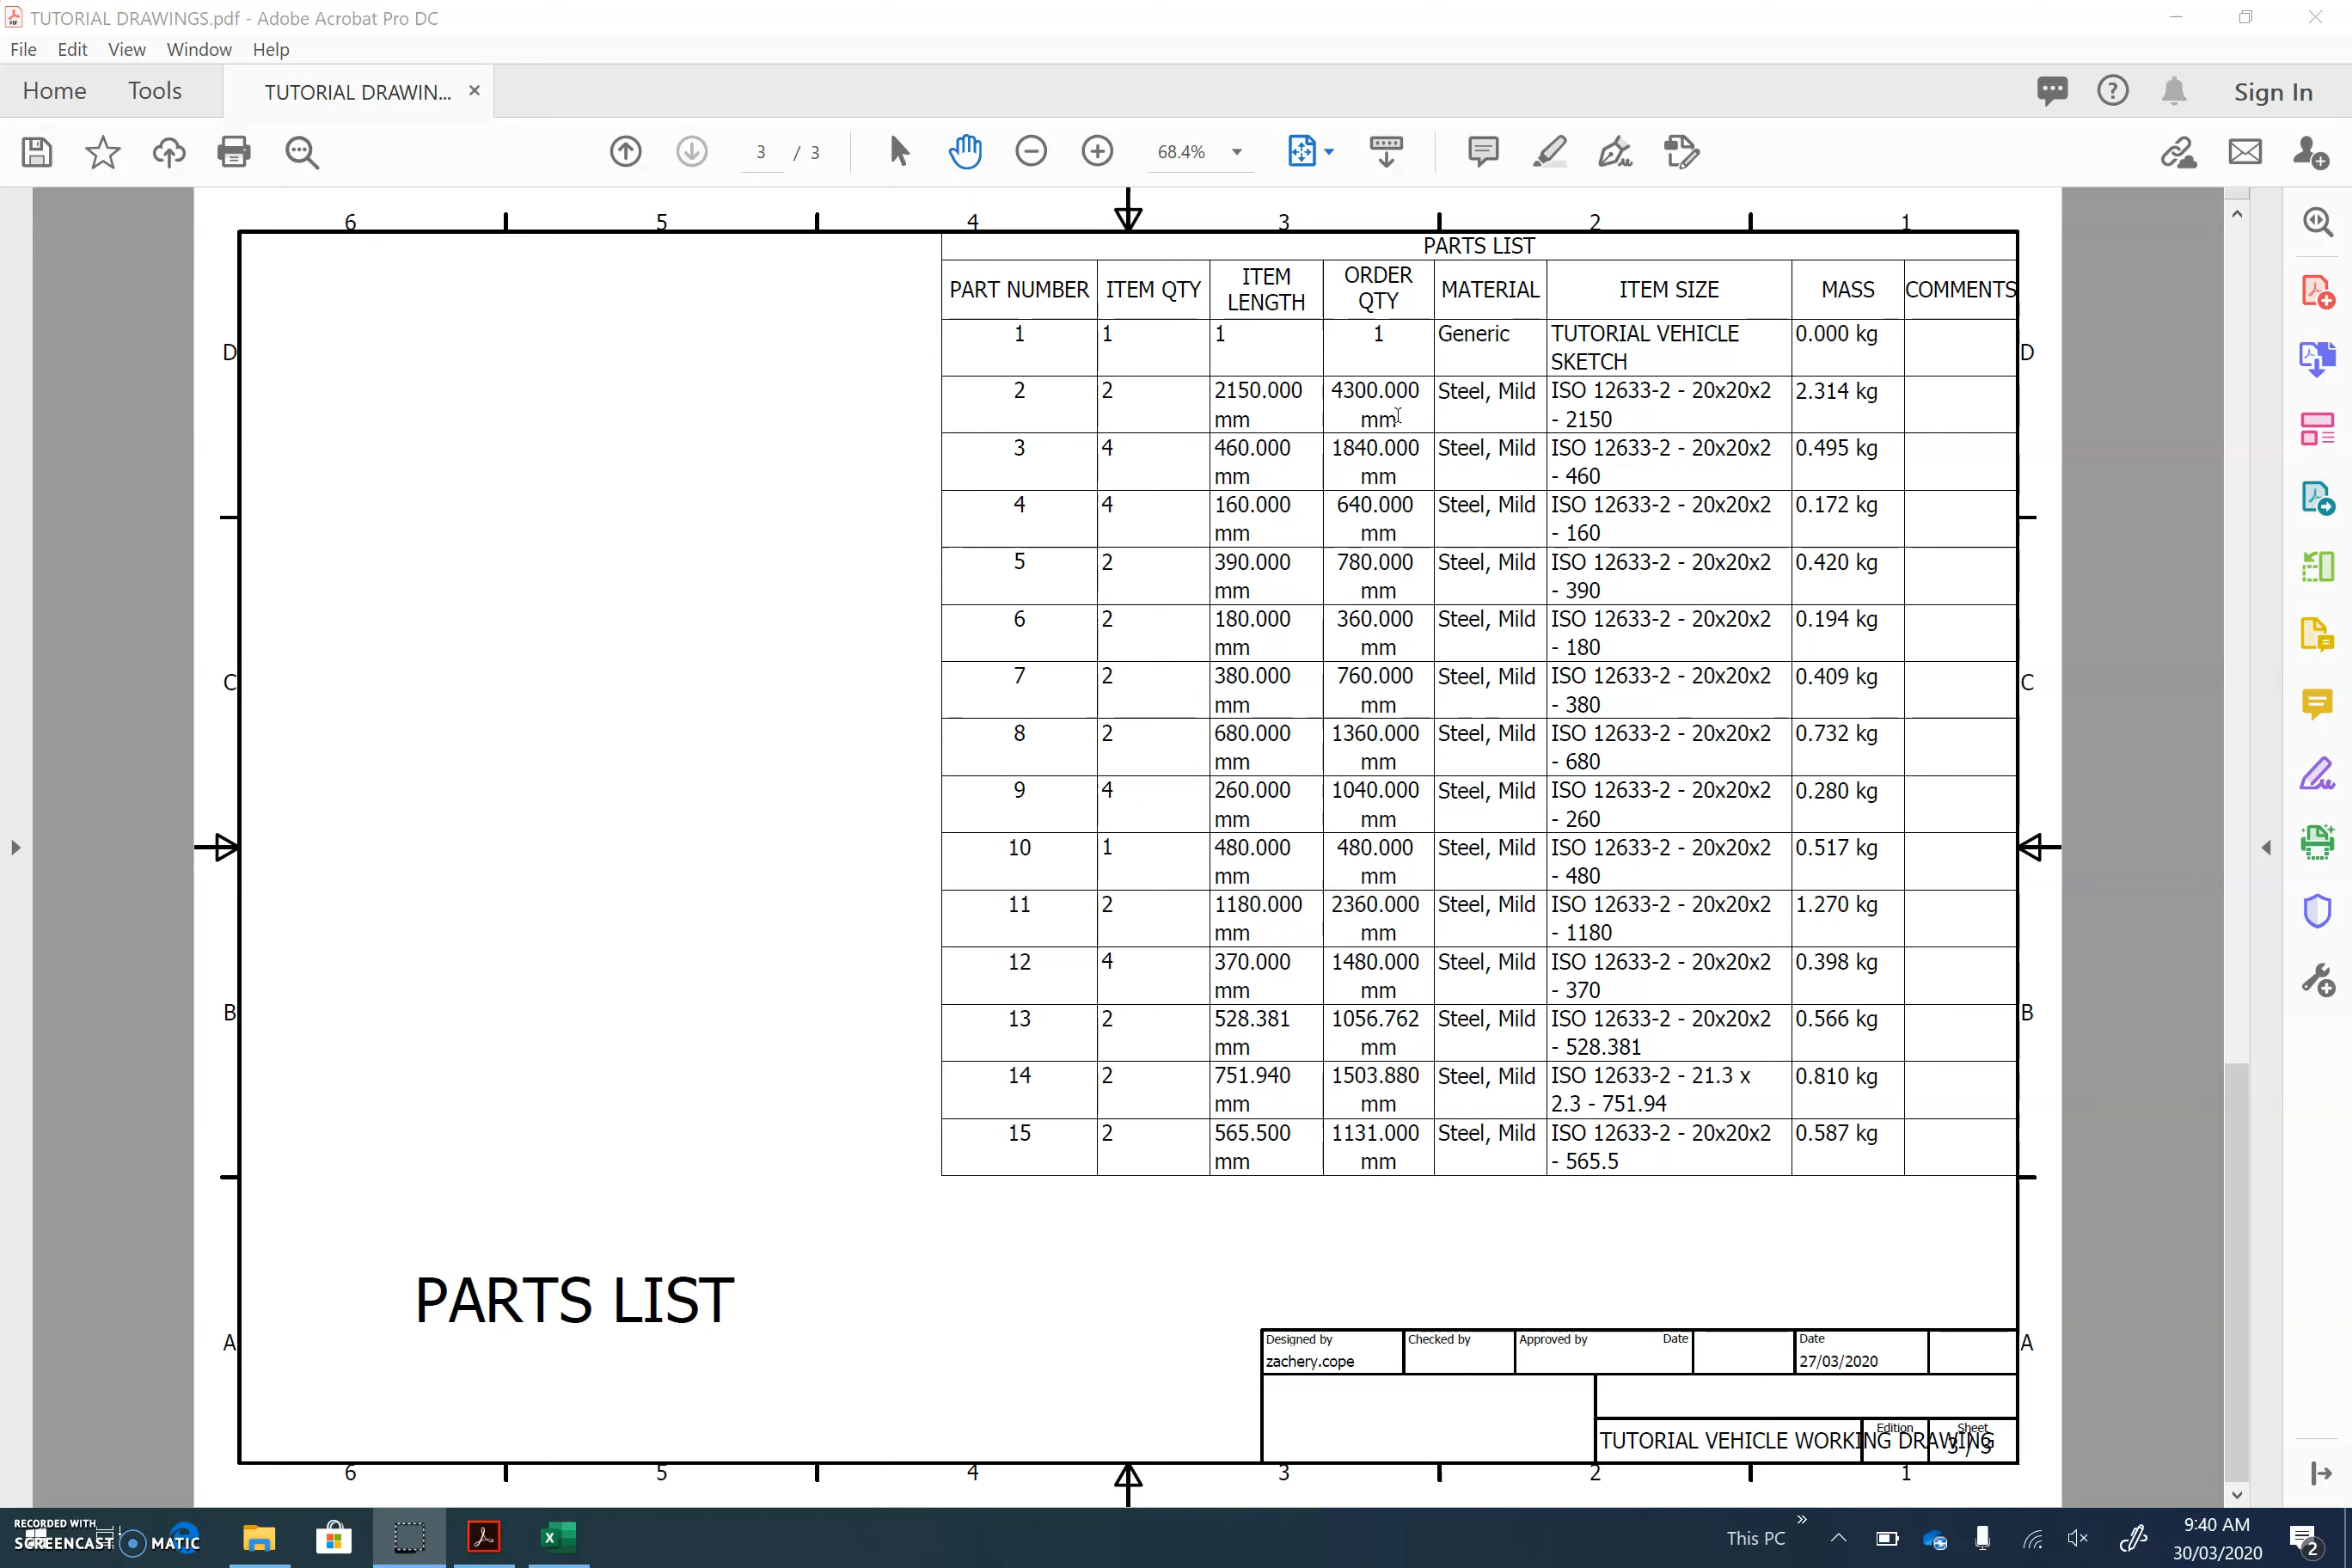 TUTORIAL DRAWINGS.pdf - Adobe Acrobat Pro DC
File Edit View Window Help
Home Tools TUTORIAL DRAWIN... × Sign In
3 / 3 68.4%
6 5 4 3 2 1
PARTS LIST
PART NUMBER ITEM QTY ITEM LENGTH ORDER QTY MATERIAL ITEM SIZE MASS COMMENTS
1 1 1 1 Generic TUTORIAL VEHICLE 0.000 kg
SKETCH
D D
2 2 2150.000 4300.000 Steel, Mild ISO 12633-2 - 20x20x2 2.314 kg
mm mm - 2150
3 4 460.000 1840.000 Steel, Mild ISO 12633-2 - 20x20x2 0.495 kg
mm mm - 460
4 4 160.000 640.000 Steel, Mild ISO 12633-2 - 20x20x2 0.172 kg
mm mm - 160
5 2 390.000 780.000 Steel, Mild ISO 12633-2 - 20x20x2 0.420 kg
mm mm - 390
6 2 180.000 360.000 Steel, Mild ISO 12633-2 - 20x20x2 0.194 kg
mm mm - 180
7 2 380.000 760.000 Steel, Mild ISO 12633-2 - 20x20x2 0.409 kg
C C
mm mm - 380
8 2 680.000 1360.000 Steel, Mild ISO 12633-2 - 20x20x2 0.732 kg
mm mm - 680
9 4 260.000 1040.000 Steel, Mild ISO 12633-2 - 20x20x2 0.280 kg
mm mm - 260
10 1 480.000 480.000 Steel, Mild ISO 12633-2 - 20x20x2 0.517 kg
mm mm - 480
11 2 1180.000 2360.000 Steel, Mild ISO 12633-2 - 20x20x2 1.270 kg
mm mm - 1180
12 4 370.000 1480.000 Steel, Mild ISO 12633-2 - 20x20x2 0.398 kg
mm mm - 370
13 2 528.381 1056.762 Steel, Mild ISO 12633-2 - 20x20x2 0.566 kg
B B
mm mm - 528.381
14 2 751.940 1503.880 Steel, Mild ISO 12633-2 - 21.3 x 0.810 kg
mm mm 2.3 - 751.94
15 2 565.500 1131.000 Steel, Mild ISO 12633-2 - 20x20x2 0.587 kg
mm mm - 565.5
PARTS LIST
A A
Designed by Checked by Approved by Date Date
zachery.cope 27/03/2020
Edition Sheet
TUTORIAL VEHICLE WORKING DRAWING 3 / 3
6 5 4 3 2 1
RECORDED WITH
SCREENCAST MATIC
This PC 9:40 AM
30/03/2020 2